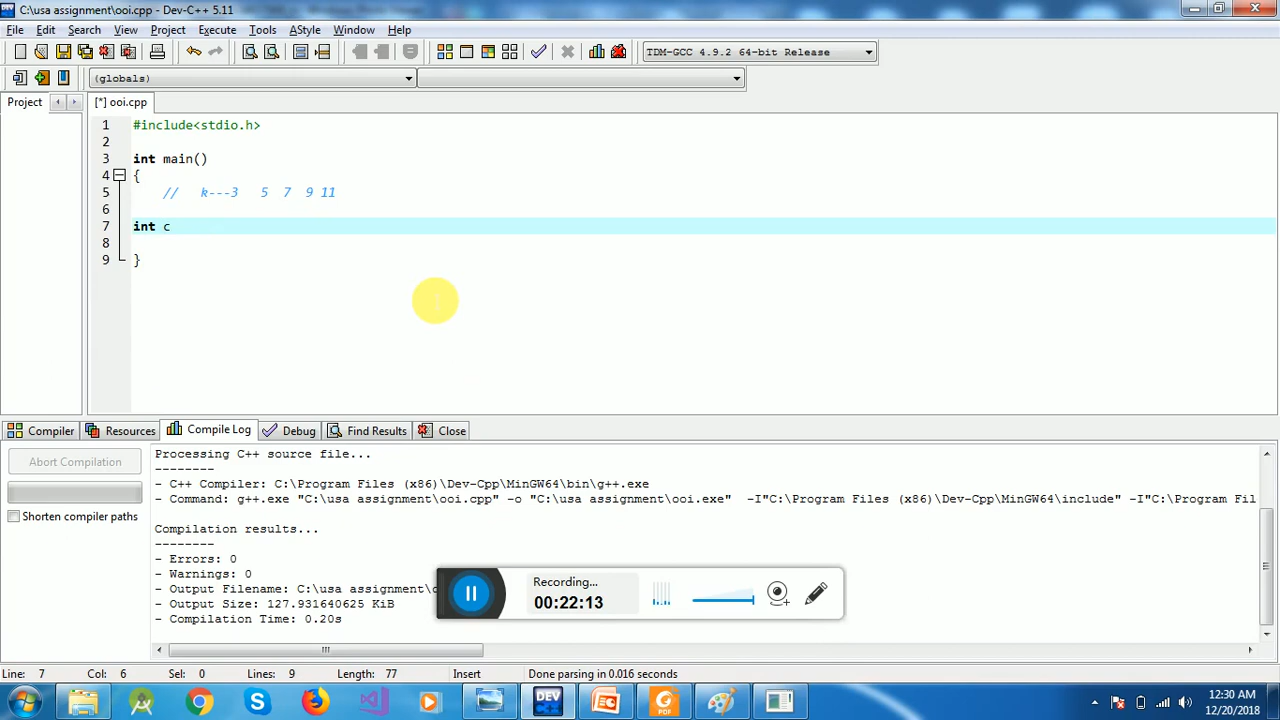 C:\usa assignment\ooi.cpp - Dev-C++ 5.11
File Edit Search View Project Execute Tools AStyle Window Help
TDM-GCC 4.9.2 64-bit Release
(globals)
Project [*] ooi.cpp
1 #include<stdio.h>
2
3 int main()
4 {
5 // k---3 5 7 9 11
6
7 int c
8
9 }
Compiler Resources Compile Log Debug Find Results Close
Abort Compilation
Shorten compiler paths
Processing C++ source file...
--------
- C++ Compiler: C:\Program Files (x86)\Dev-Cpp\MinGW64\bin\g++.exe
- Command: g++.exe "C:\usa assignment\ooi.cpp" -o "C:\usa assignment\ooi.exe" -I"C:\Program Files (x86)\Dev-Cpp\MinGW64\include" -I"C:\Program Fil
Compilation results...
--------
- Errors: 0
- Warnings: 0
- Output Filename: C:\usa assignment\
- Output Size: 127.931640625 KiB
- Compilation Time: 0.20s
Recording...
00:22:13
Line: 7 Col: 6 Sel: 0 Lines: 9 Length: 77 Insert Done parsing in 0.016 seconds
DEV
C++
PDF
12:30 AM
12/20/2018